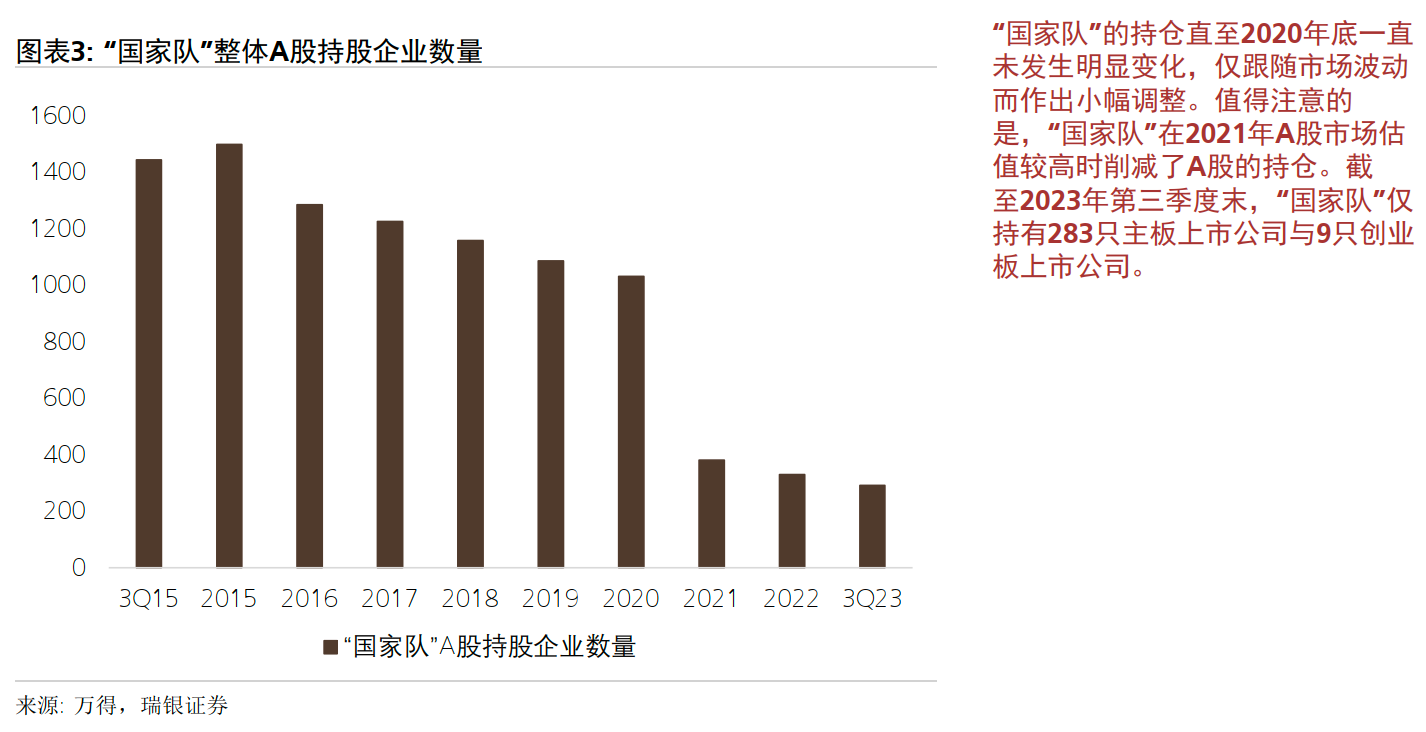 图表3: “国家队”整体A股持股企业数量
1600
1400
1200
1000
800
600
400
200
0
3Q15 2015 2016 2017 2018 2019 2020 2021 2022 3Q23
“国家队”A股持股企业数量
来源: 万得，瑞银证券
“国家队”的持仓直至2020年底一直
未发生明显变化，仅跟随市场波动
而作出小幅调整。值得注意的
是，“国家队”在2021年A股市场估
值较高时削减了A股的持仓。截
至2023年第三季度末，“国家队”仅
持有283只主板上市公司与9只创业
板上市公司。